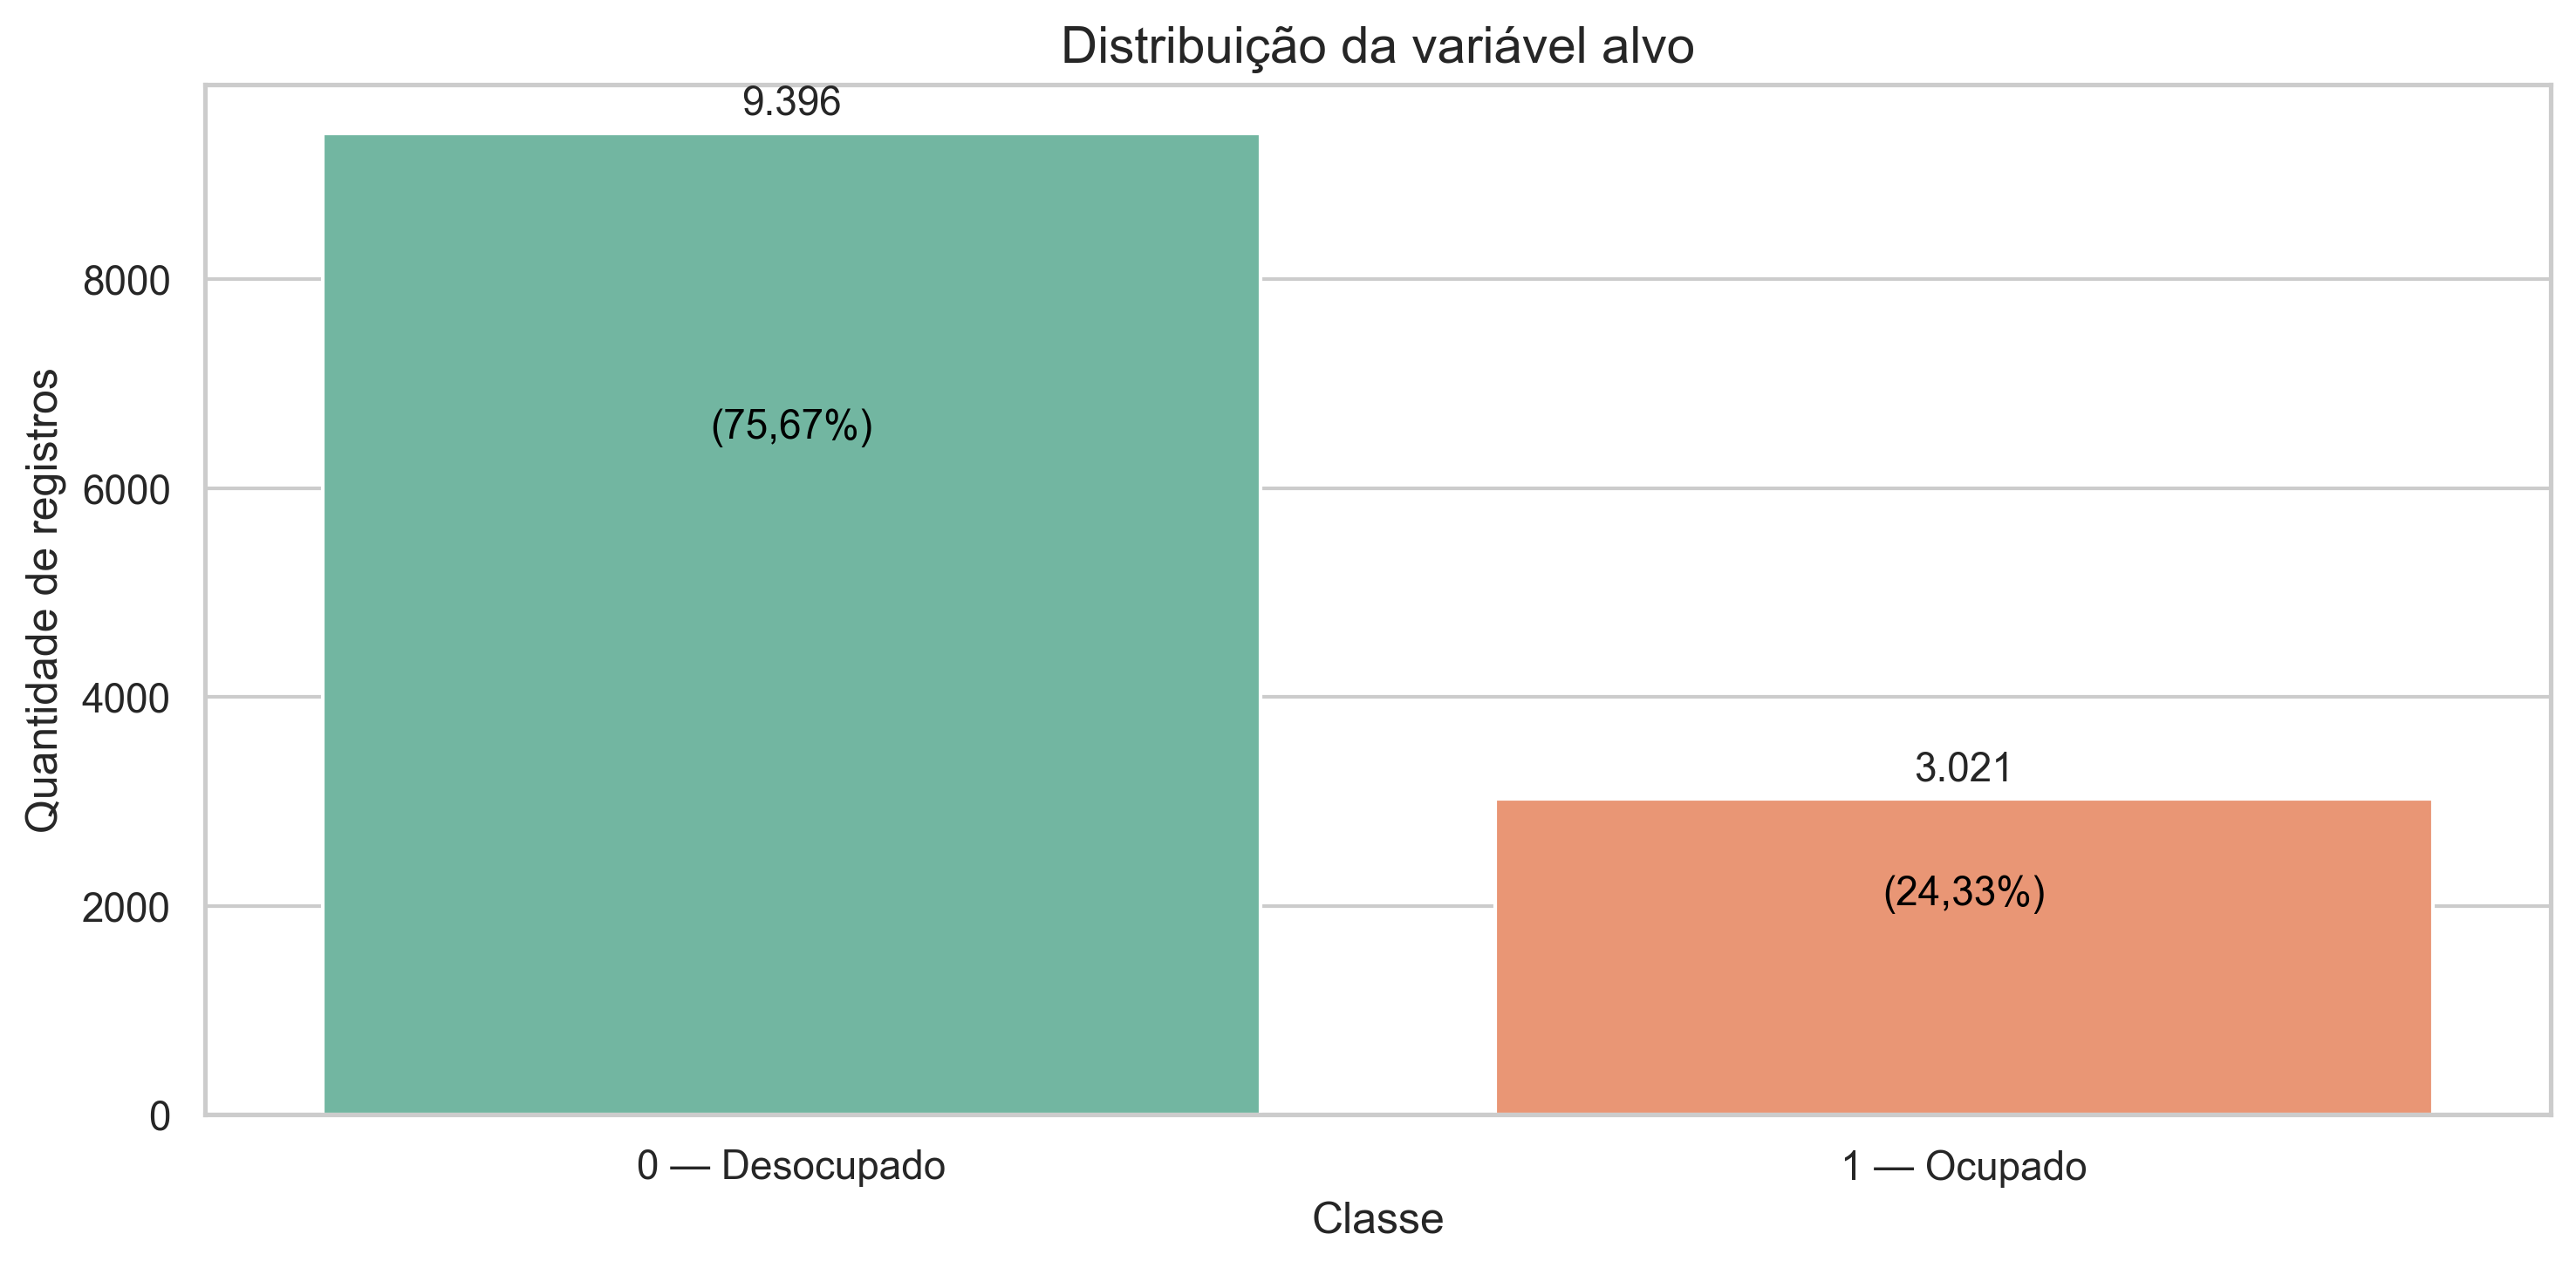 Distribuição da variável alvo
9.396
8000
(75,67%)
6000
Quantidade de registros
4000
3.021
(24,33%)
2000
0
0 — Desocupado
1 — Ocupado
Classe